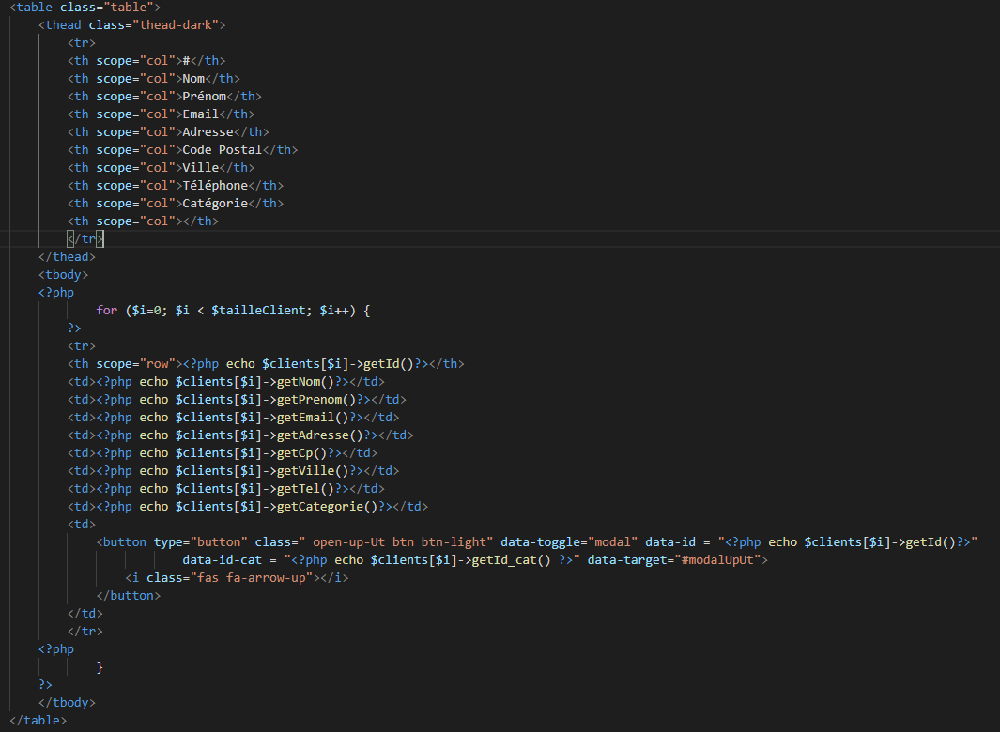 <table class="table">
<thead class="thead-dark">
<tr>
<th scope="col">#</th>
<th scope="col">Nom</th>
<th scope="col">Prénom</th>
<th scope="col">Email</th>
<th scope="col">Adresse</th>
<th scope="col">Code Postal</th>
<th scope="col">Ville</th>
<th scope="col">Téléphone</th>
<th scope="col">Catégorie</th>
<th scope="col"></th>
</tr>
</thead>
<tbody>
<?php
for ($i=0; $i < $tailleClient; $i++) {
?>
<tr>
<th scope="row"><?php echo $clients[$i]->getId()?></th>
<td><?php echo $clients[$i]->getNom()?></td>
<td><?php echo $clients[$i]->getPrenom()?></td>
<td><?php echo $clients[$i]->getEmail()?></td>
<td><?php echo $clients[$i]->getAdresse()?></td>
<td><?php echo $clients[$i]->getCp()?></td>
<td><?php echo $clients[$i]->getVille()?></td>
<td><?php echo $clients[$i]->getTel()?></td>
<td><?php echo $clients[$i]->getCategorie()?></td>
<td>
<button type="button" class=" open-up-Ut btn btn-light" data-toggle="modal" data-id = "<?php echo $clients[$i]->getId()?>"
data-id-cat = "<?php echo $clients[$i]->getId_cat() ?>" data-target="#modalUpUt">
<i class="fas fa-arrow-up"></i>
</button>
</td>
</tr>
<?php
}
?>
</tbody>
</table>